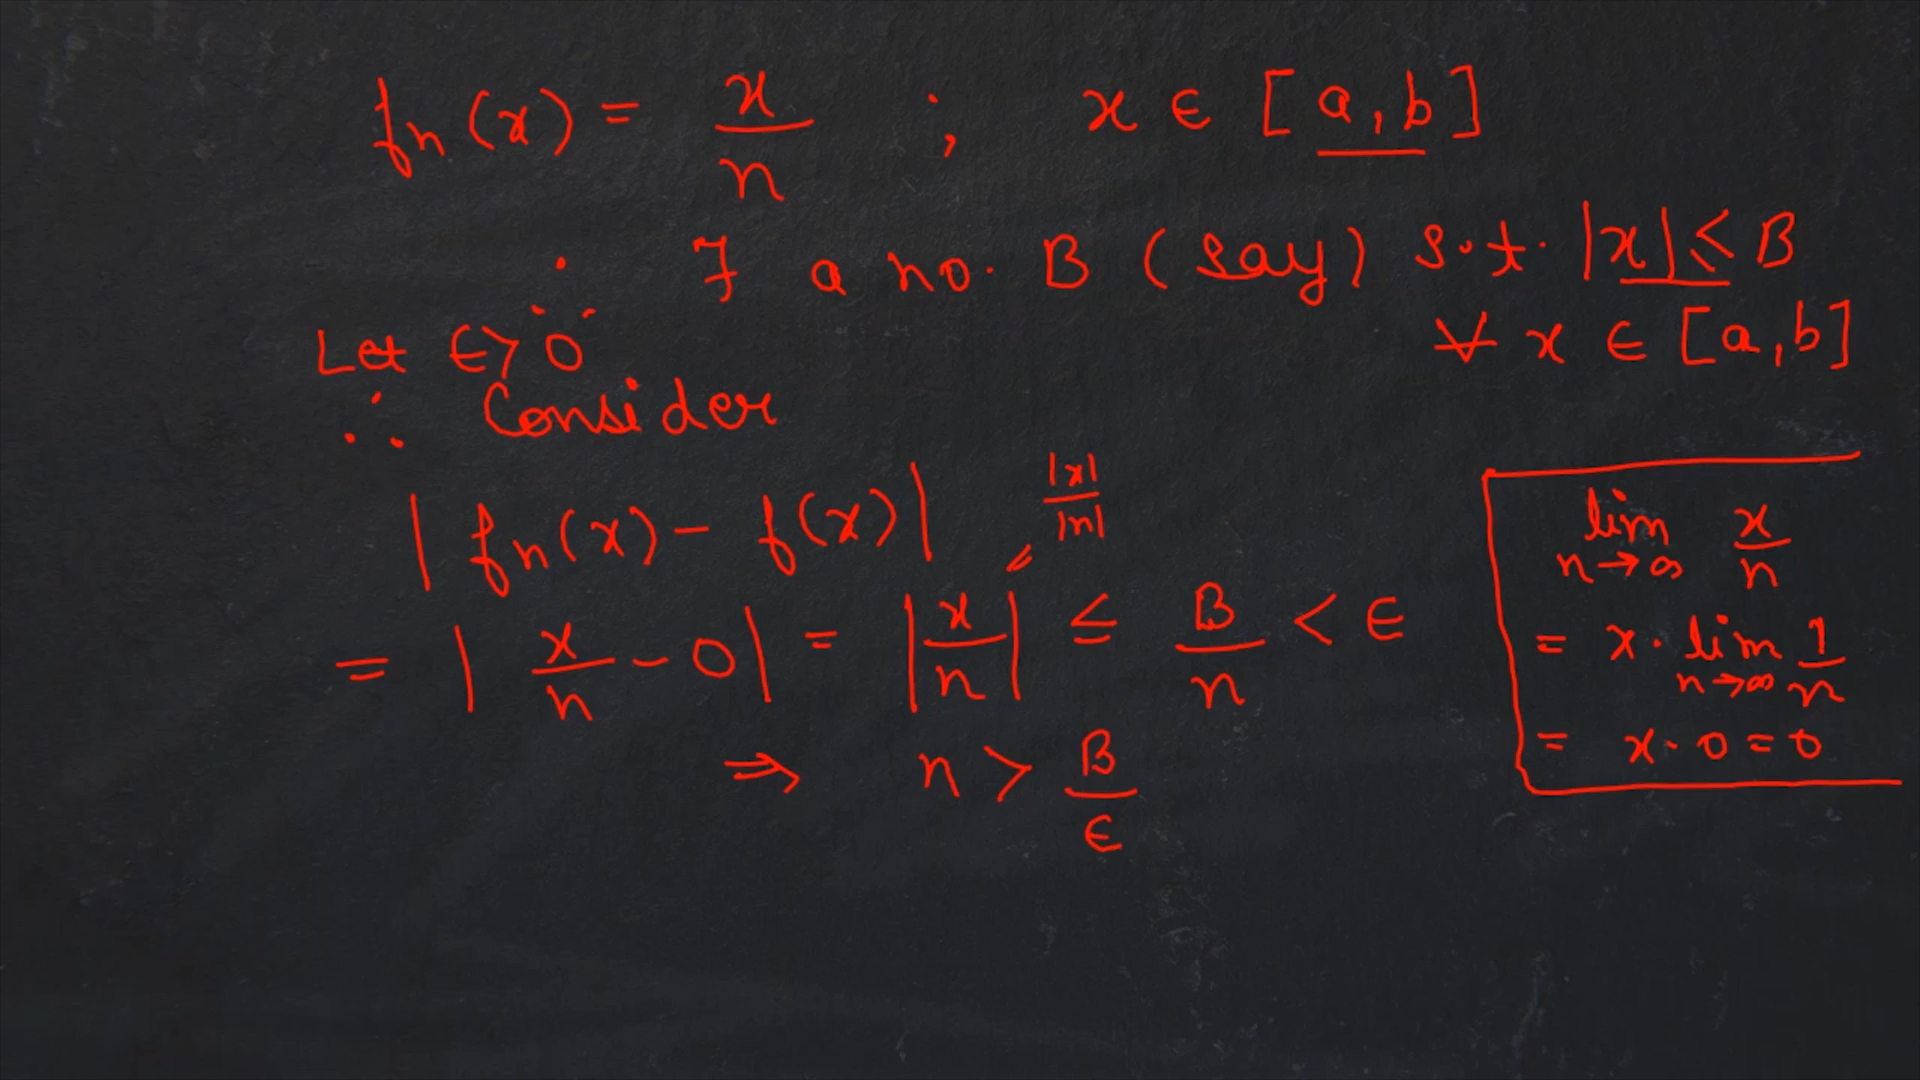 fn(x) = x/n ; x ∈ [a,b]
∴ ∃ a no. B (say) s.t. |x| ≤ B
∀ x ∈ [a,b]
Let ϵ > 0
∴ Consider
|fn(x) - f(x)|
= |x/n - 0| = |x/n| ≤ B/n < ϵ
|x|/|n|
⇒ n > B/ϵ
lim n→∞ x/n
= x · lim n→∞ 1/n
= x · 0 = 0